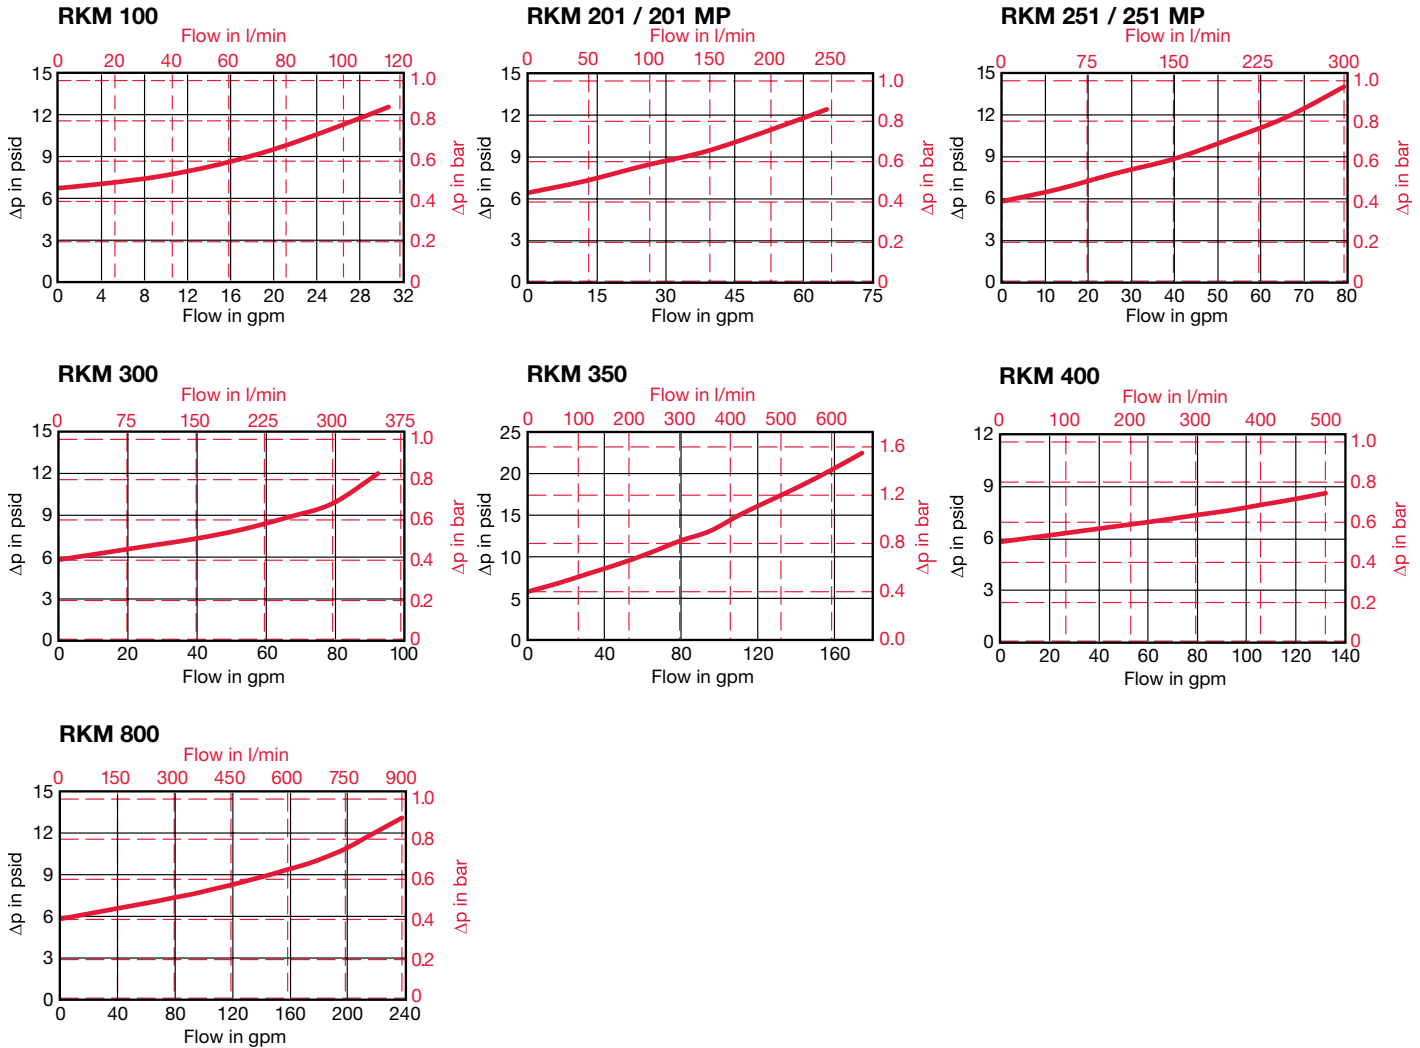 RKM 100
Flow in l/min
0 20 40 60 80 100 120
15 12 9 6 3 0
Δp in psid
1.0 0.8 0.6 0.4 0.2 0
Δp in bar
0 4 8 12 16 20 24 28 32
Flow in gpm
RKM 201 / 201 MP
Flow in l/min
0 50 100 150 200 250
15 12 9 6 3 0
Δp in psid
1.0 0.8 0.6 0.4 0.2 0
Δp in bar
0 15 30 45 60 75
Flow in gpm
RKM 251 / 251 MP
Flow in l/min
0 75 150 225 300
15 12 9 6 3 0
Δp in psid
1.0 0.8 0.6 0.4 0.2 0
Δp in bar
0 10 20 30 40 50 60 70 80
Flow in gpm
RKM 300
Flow in l/min
0 75 150 225 300 375
15 12 9 6 3 0
Δp in psid
1.0 0.8 0.6 0.4 0.2 0
Δp in bar
0 20 40 60 80 100
Flow in gpm
RKM 350
Flow in l/min
0 100 200 300 400 500 600
25 20 15 10 5 0
Δp in psid
1.6 1.2 0.8 0.4 0.0
Δp in bar
0 40 80 120 160
Flow in gpm
RKM 400
Flow in l/min
0 100 200 300 400 500
12 9 6 3 0
Δp in psid
1.0 0.8 0.6 0.4 0.2 0
Δp in bar
0 20 40 60 80 100 120 140
Flow in gpm
RKM 800
Flow in l/min
0 150 300 450 600 750 900
15 12 9 6 3 0
Δp in psid
1.0 0.8 0.6 0.4 0.2 0
Δp in bar
0 40 80 120 160 200 240
Flow in gpm